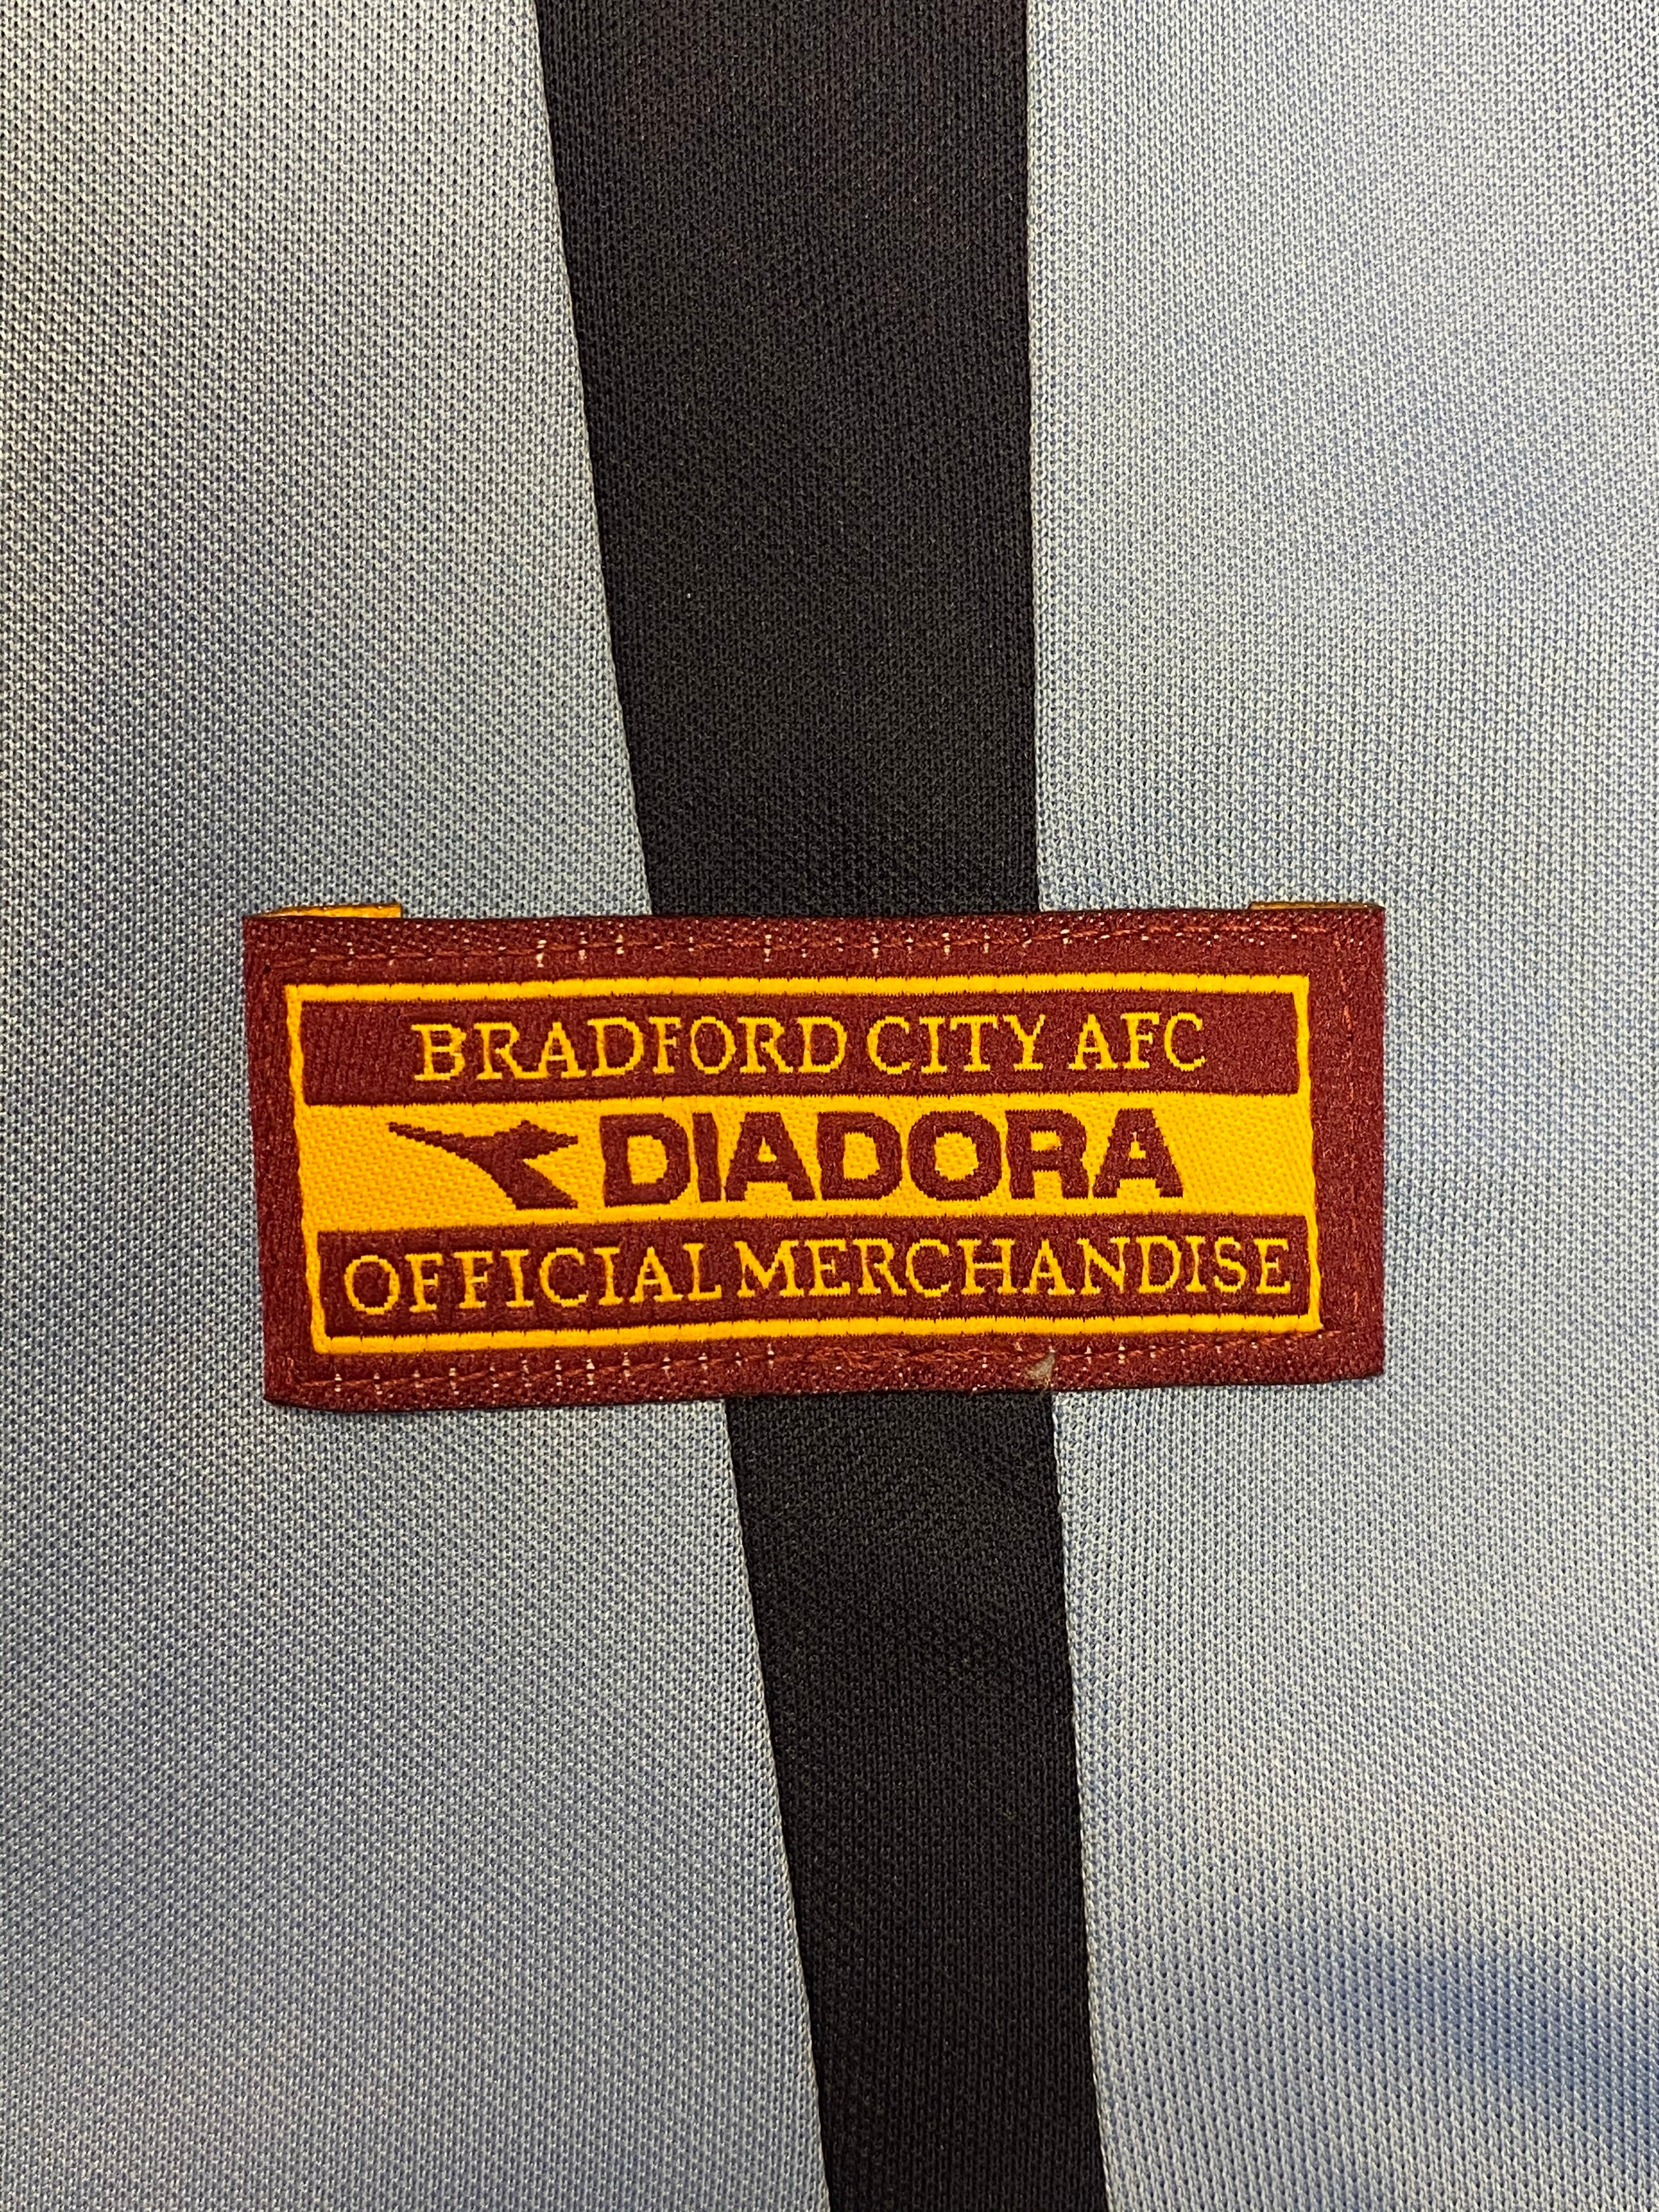 BRADFORD CITY AFC
DIADORA
OFFICIAL MERCHANDISE